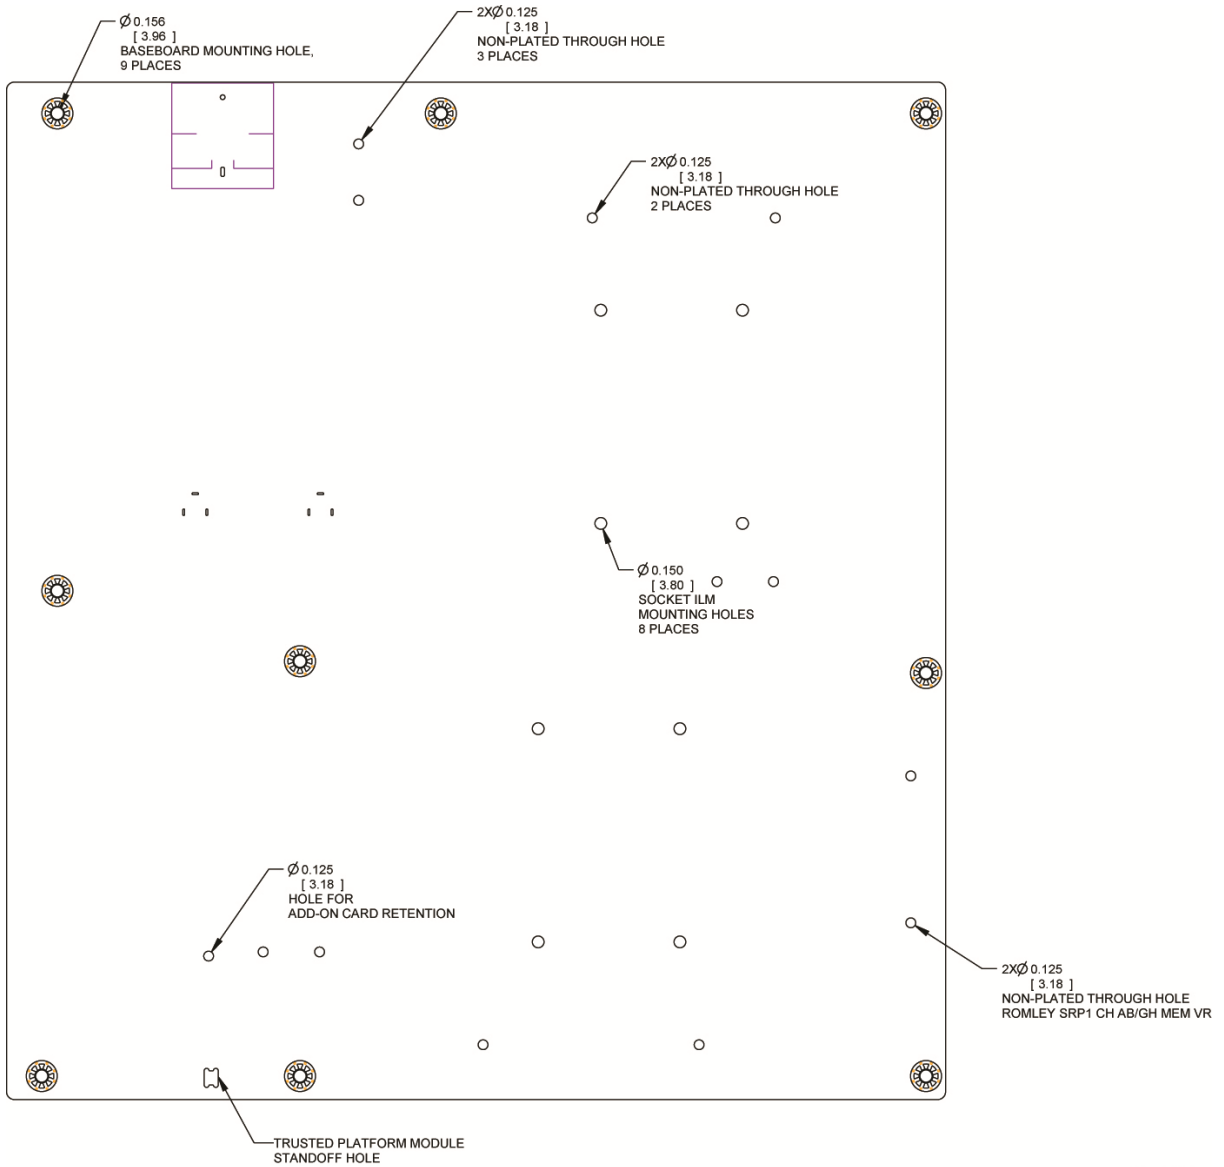 Ø 0.156
[ 3.96 ]
BASEBOARD MOUNTING HOLE,
9 PLACES
2XØ 0.125
[ 3.18 ]
NON-PLATED THROUGH HOLE
3 PLACES
2XØ 0.125
[ 3.18 ]
NON-PLATED THROUGH HOLE
2 PLACES
Ø 0.150
[ 3.80 ]
SOCKET ILM
MOUNTING HOLES
8 PLACES
Ø 0.125
[ 3.18 ]
HOLE FOR
ADD-ON CARD RETENTION
2XØ 0.125
[ 3.18 ]
NON-PLATED THROUGH HOLE
ROMLEY SRP1 CH AB/GH MEM VR
TRUSTED PLATFORM MODULE
STANDOFF HOLE